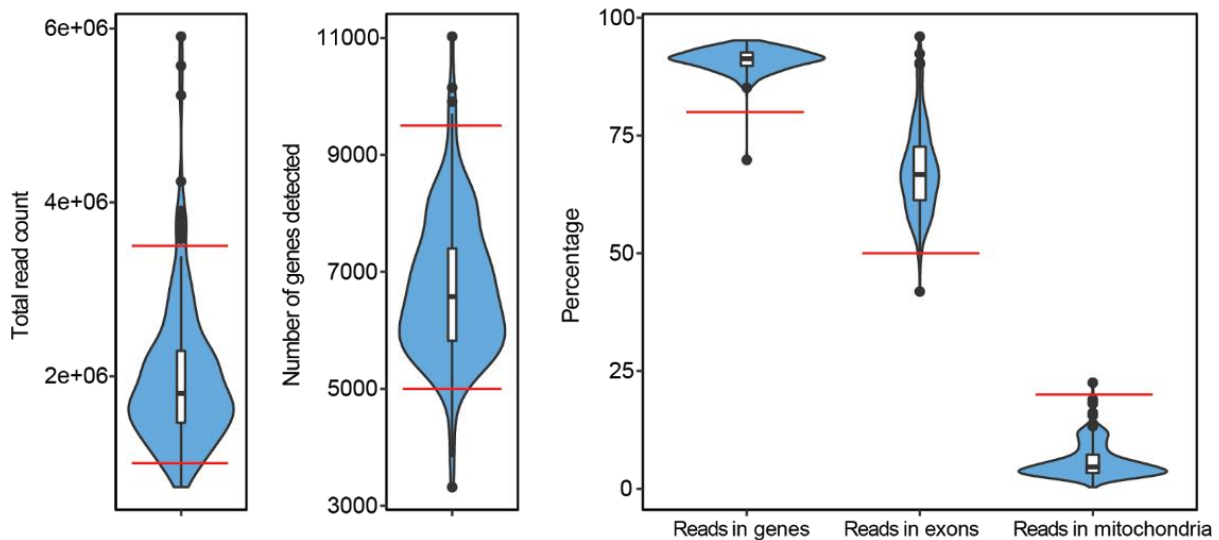 Total read count
6e+06
4e+06
2e+06
Number of genes detected
11000
9000
7000
5000
3000
Percentage
100
75
50
25
0
Reads in genes
Reads in exons
Reads in mitochondria